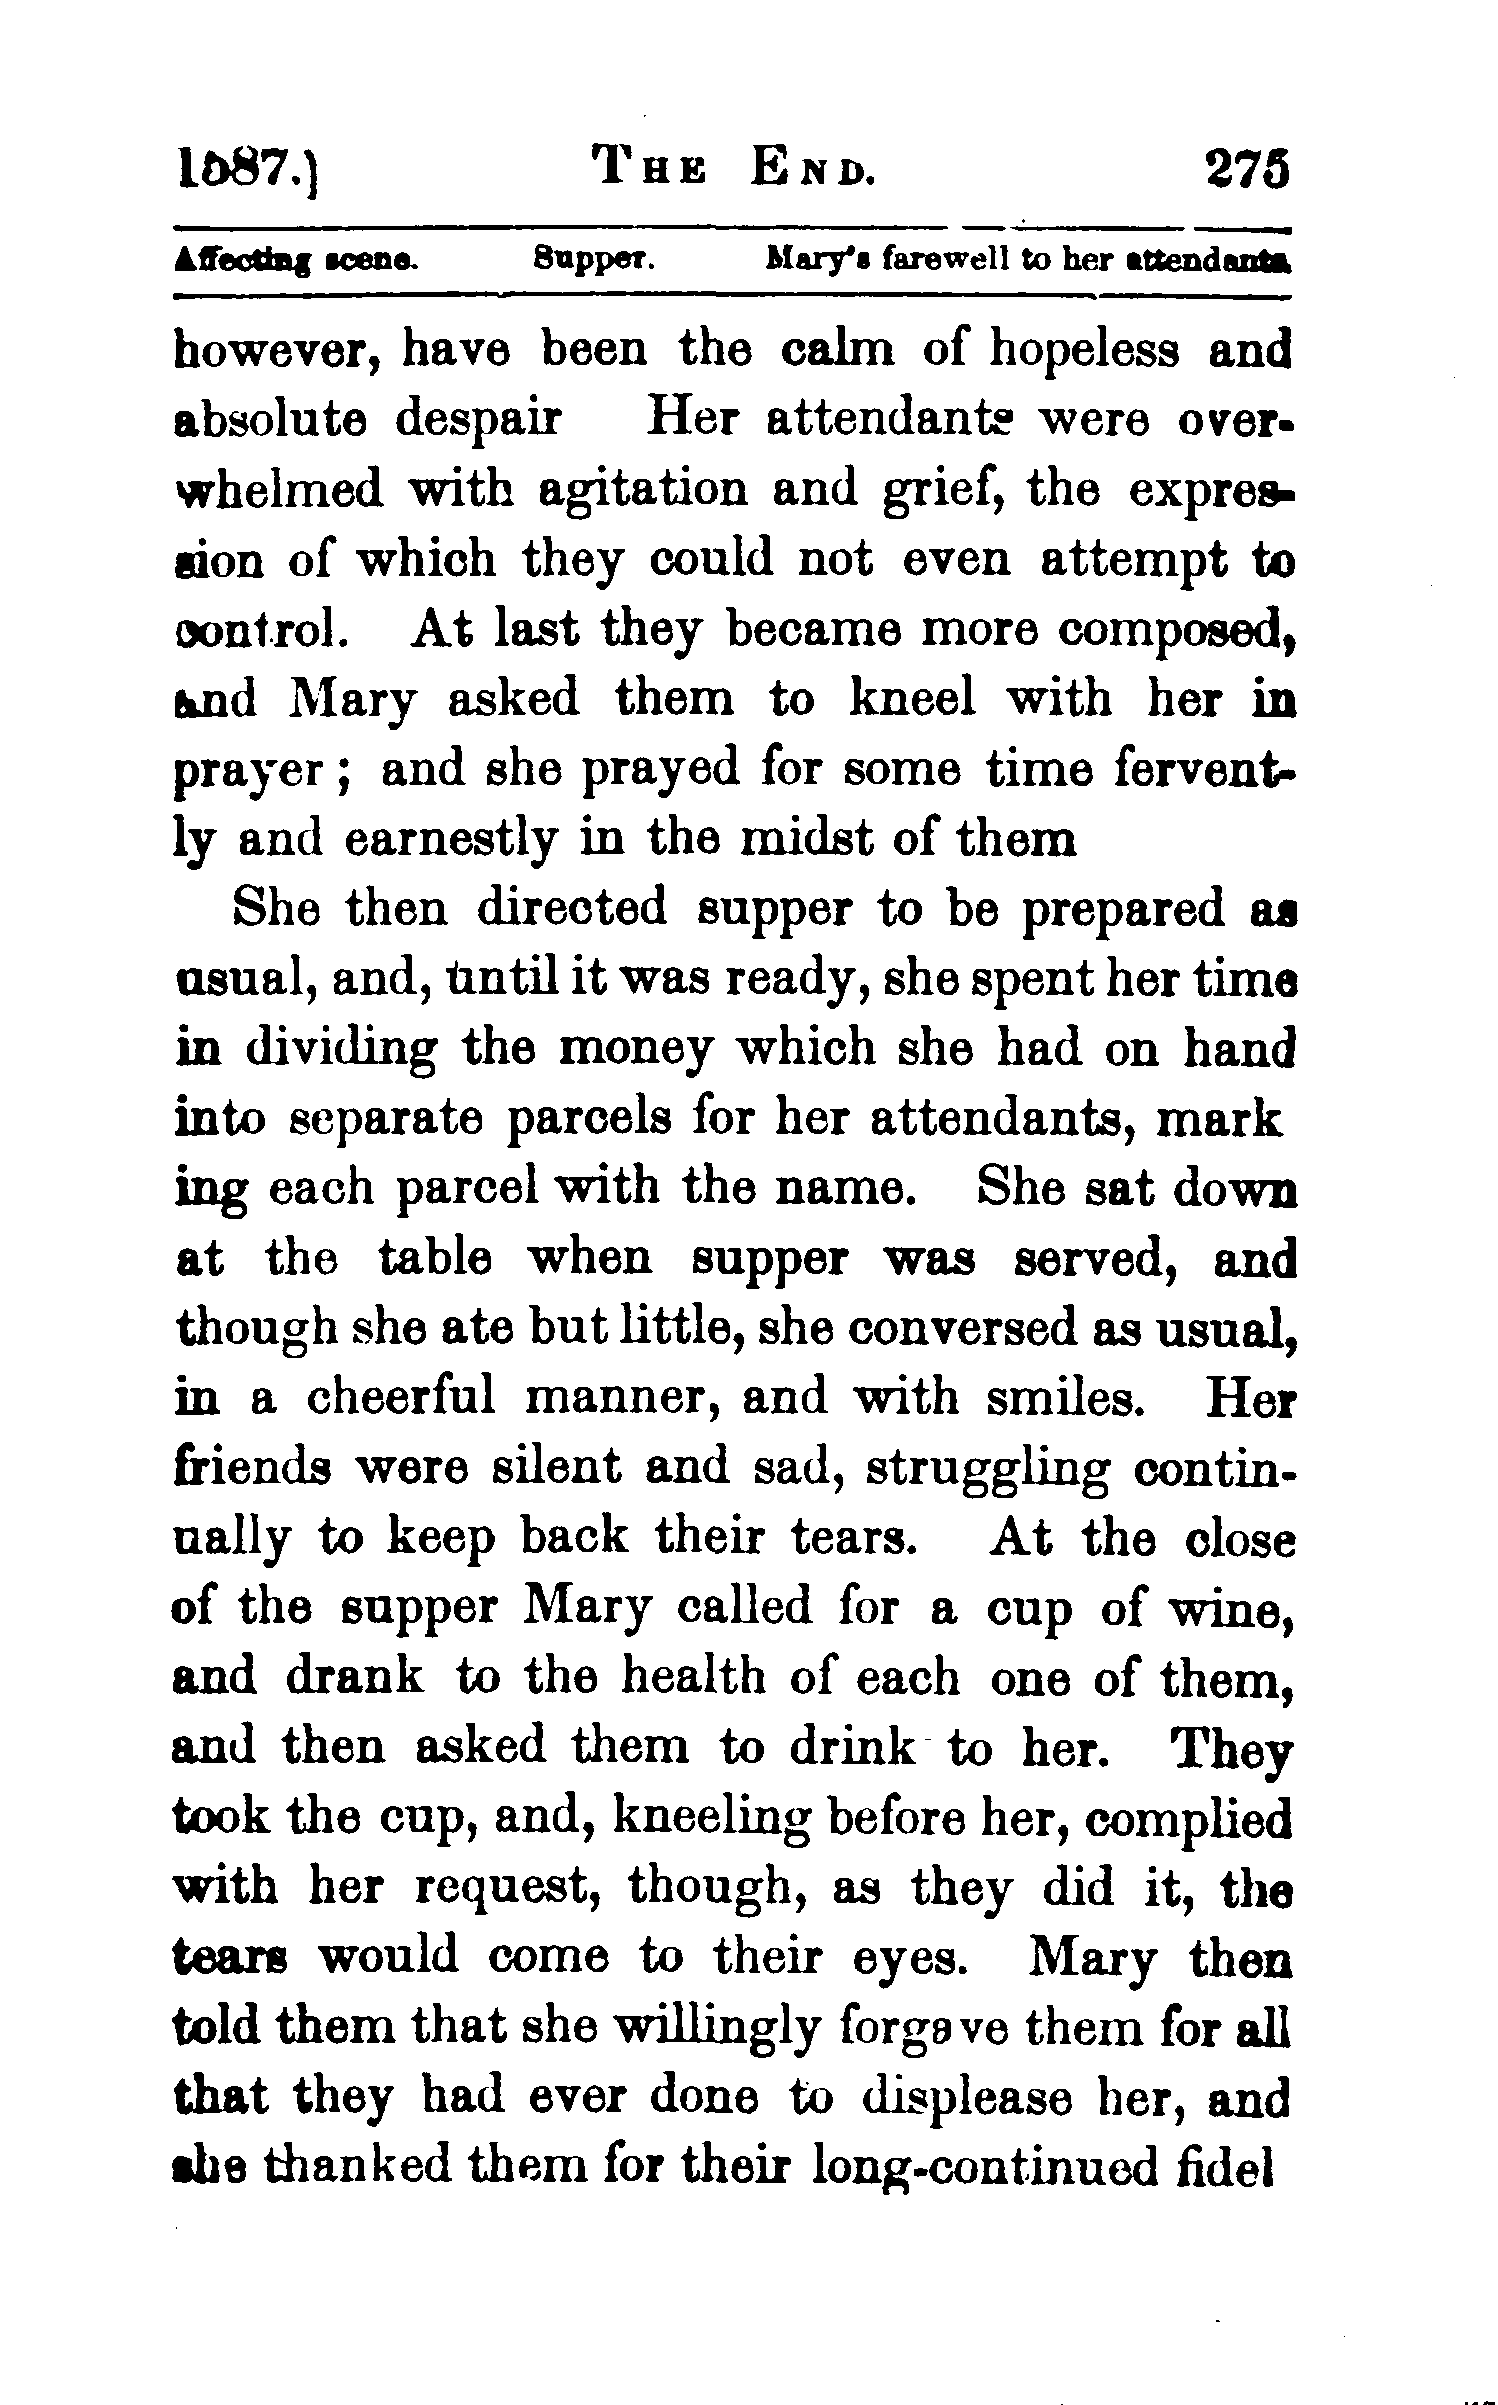 1587.] THE END. 275
Affecting scene. Supper. Mary's farewell to her attendants.
however, have been the calm of hopeless and
absolute despair Her attendants were over-
whelmed with agitation and grief, the expres-
sion of which they could not even attempt to
control. At last they became more composed,
and Mary asked them to kneel with her in
prayer; and she prayed for some time fervent-
ly and earnestly in the midst of them
She then directed supper to be prepared as
usual, and, until it was ready, she spent her time
in dividing the money which she had on hand
into separate parcels for her attendants, mark
ing each parcel with the name. She sat down
at the table when supper was served, and
though she ate but little, she conversed as usual,
in a cheerful manner, and with smiles. Her
friends were silent and sad, struggling contin-
ually to keep back their tears. At the close
of the supper Mary called for a cup of wine,
and drank to the health of each one of them,
and then asked them to drink to her. They
took the cup, and, kneeling before her, complied
with her request, though, as they did it, the
tears would come to their eyes. Mary then
told them that she willingly forgave them for all
that they had ever done to displease her, and
she thanked them for their long-continued fidel